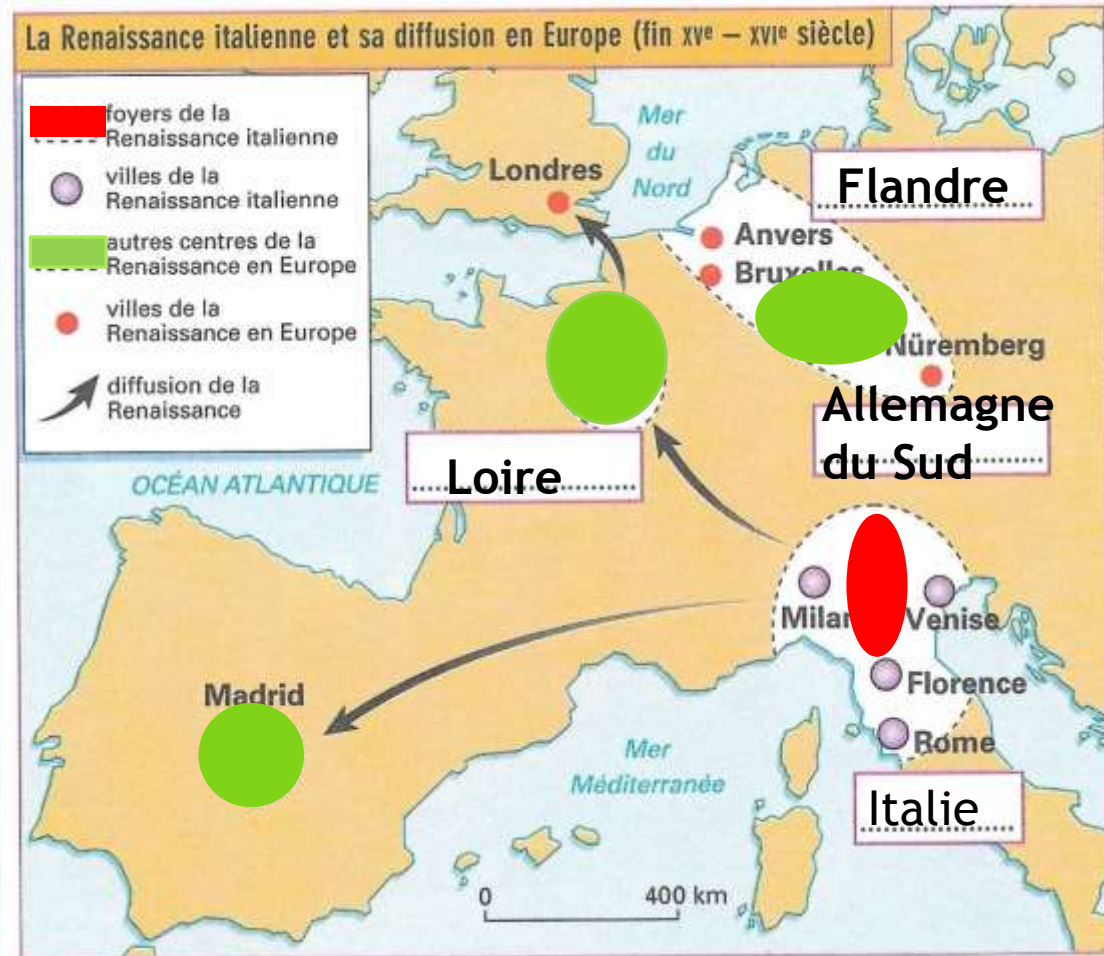 La Renaissance italienne et sa diffusion en Europe (fin XVe – XVIe siècle)
foyers de la
Renaissance italienne
villes de la
Renaissance italienne
autres centres de la
Renaissance en Europe
villes de la
Renaissance en Europe
diffusion de la
Renaissance
Mer
du
Nord
Londres
Flandre
Anvers
Bruxelles
Nüremberg
Allemagne
du Sud
Loire
OCÉAN ATLANTIQUE
Milan
Venise
Florence
Rome
Madrid
Mer
Méditerranée
Italie
0 400 km